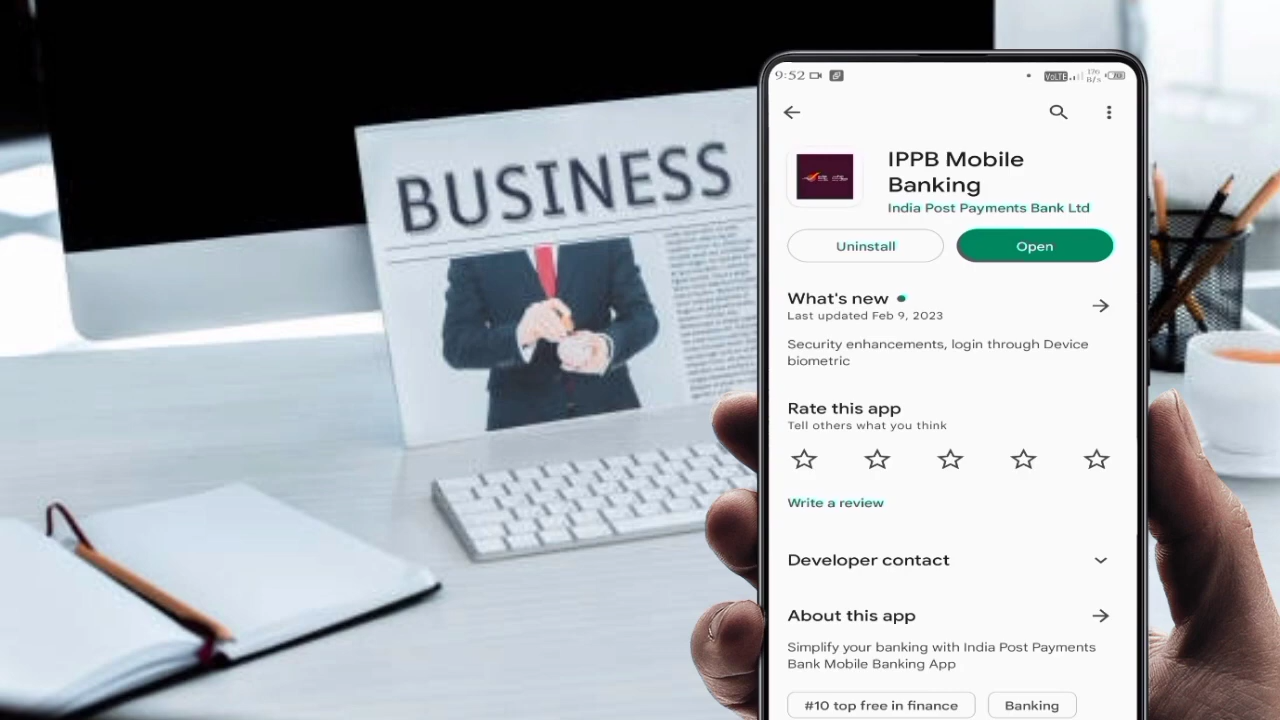 BUSINESS
9:52
VoLTE
176
B/s
IPPB Mobile
Banking
India Post Payments Bank Ltd
Uninstall
Open
What's new
Last updated Feb 9, 2023
Security enhancements, login through Device
biometric
Rate this app
Tell others what you think
Write a review
Developer contact
About this app
Simplify your banking with India Post Payments
Bank Mobile Banking App
#10 top free in finance
Banking